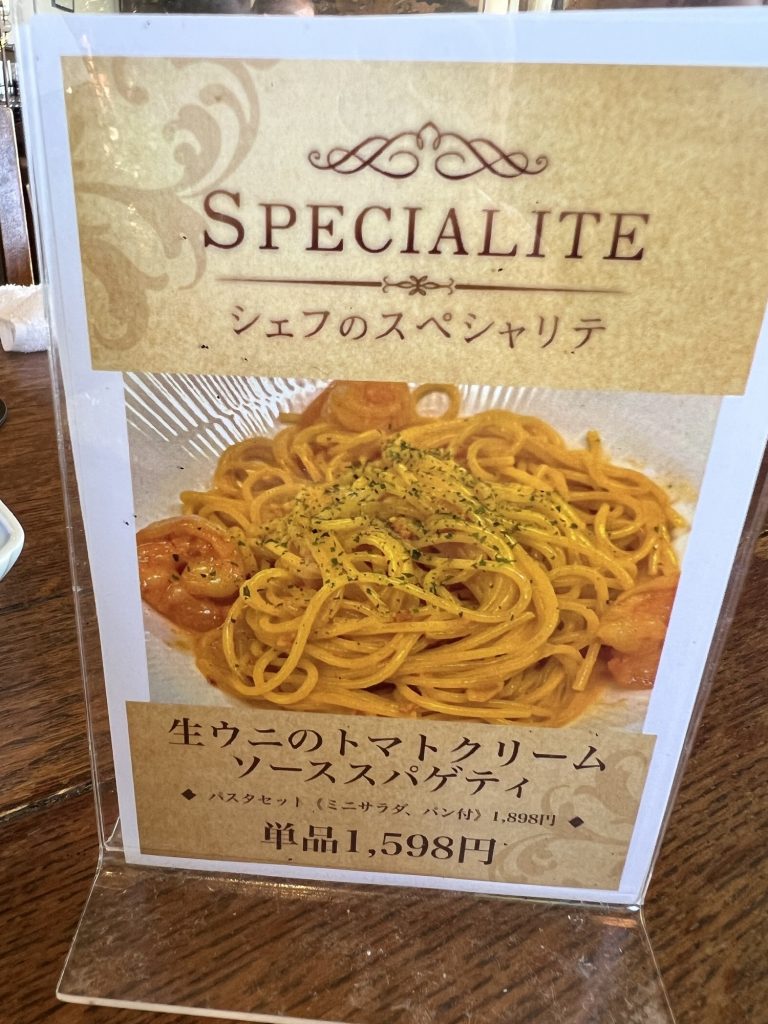 SPECIALITE
シェフのスペシャリテ
生ウニのトマトクリーム
ソーススパゲティ
◆ パスタセット《ミニサラダ、パン付》1,898円 ◆
単品1,598円